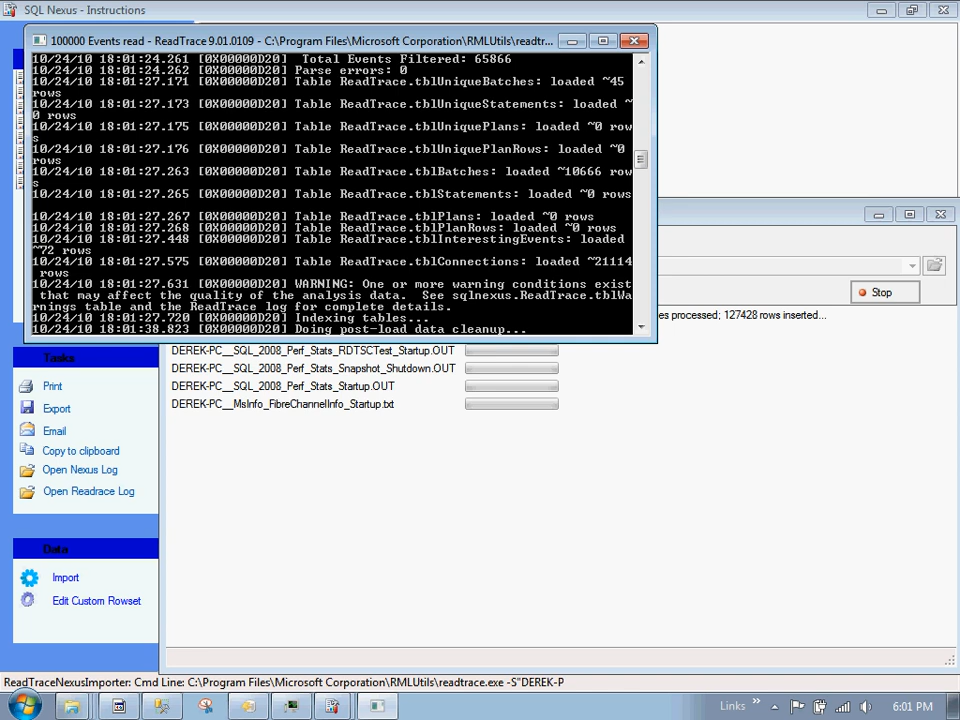 SQL Nexus - Instructions
100000 Events read - ReadTrace 9.01.0109 - C:\Program Files\Microsoft Corporation\RMLUtils\readtr...
10/24/10 18:01:24.261 [0X00000D20]  Total Events Filtered: 65866
10/24/10 18:01:24.262 [0X00000D20] Parse errors: 0
10/24/10 18:01:27.171 [0X00000D20] Table ReadTrace.tblUniqueBatches: loaded ~45
rows
10/24/10 18:01:27.173 [0X00000D20] Table ReadTrace.tblUniqueStatements: loaded ~
0 rows
10/24/10 18:01:27.175 [0X00000D20] Table ReadTrace.tblUniquePlans: loaded ~0 row
s
10/24/10 18:01:27.176 [0X00000D20] Table ReadTrace.tblUniquePlanRows: loaded ~0
rows
10/24/10 18:01:27.263 [0X00000D20] Table ReadTrace.tblBatches: loaded ~10666 row
s
10/24/10 18:01:27.265 [0X00000D20] Table ReadTrace.tblStatements: loaded ~0 rows
10/24/10 18:01:27.267 [0X00000D20] Table ReadTrace.tblPlans: loaded ~0 rows
10/24/10 18:01:27.268 [0X00000D20] Table ReadTrace.tblPlanRows: loaded ~0 rows
10/24/10 18:01:27.448 [0X00000D20] Table ReadTrace.tblInterestingEvents: loaded
~72 rows
10/24/10 18:01:27.575 [0X00000D20] Table ReadTrace.tblConnections: loaded ~21114
rows
10/24/10 18:01:27.631 [0X00000D20] WARNING: One or more warning conditions exist
that may affect the quality of the analysis data.  See sqlnexus.ReadTrace.tblWa
rnings table and the ReadTrace log for complete details.
10/24/10 18:01:27.720 [0X00000D20] Indexing tables...
10/24/10 18:01:38.823 [0X00000D20] Doing post-load data cleanup...
Stop
es processed; 127428 rows inserted...
DEREK-PC__SQL_2008_Perf_Stats_RDTSCTest_Startup.OUT
DEREK-PC__SQL_2008_Perf_Stats_Snapshot_Shutdown.OUT
DEREK-PC__SQL_2008_Perf_Stats_Startup.OUT
DEREK-PC__MsInfo_FibreChannelInfo_Startup.txt
Tasks
Print
Export
Email
Copy to clipboard
Open Nexus Log
Open Readrace Log
Data
Import
Edit Custom Rowset
ReadTraceNexusImporter: Cmd Line: C:\Program Files\Microsoft Corporation\RMLUtils\readtrace.exe -S"DEREK-P
Links
6:01 PM